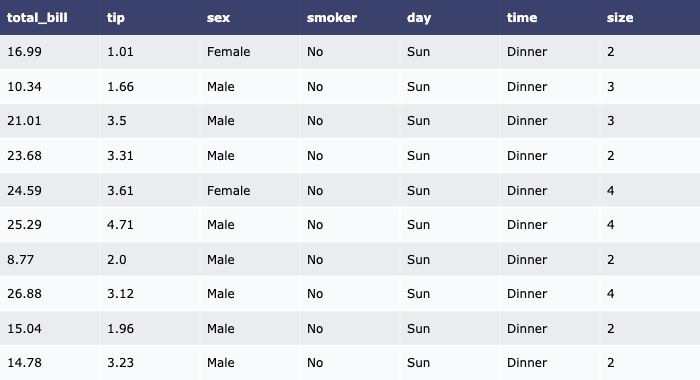 total_bill tip sex smoker day time size
16.99 1.01 Female No Sun Dinner 2
10.34 1.66 Male No Sun Dinner 3
21.01 3.5 Male No Sun Dinner 3
23.68 3.31 Male No Sun Dinner 2
24.59 3.61 Female No Sun Dinner 4
25.29 4.71 Male No Sun Dinner 4
8.77 2.0 Male No Sun Dinner 2
26.88 3.12 Male No Sun Dinner 4
15.04 1.96 Male No Sun Dinner 2
14.78 3.23 Male No Sun Dinner 2